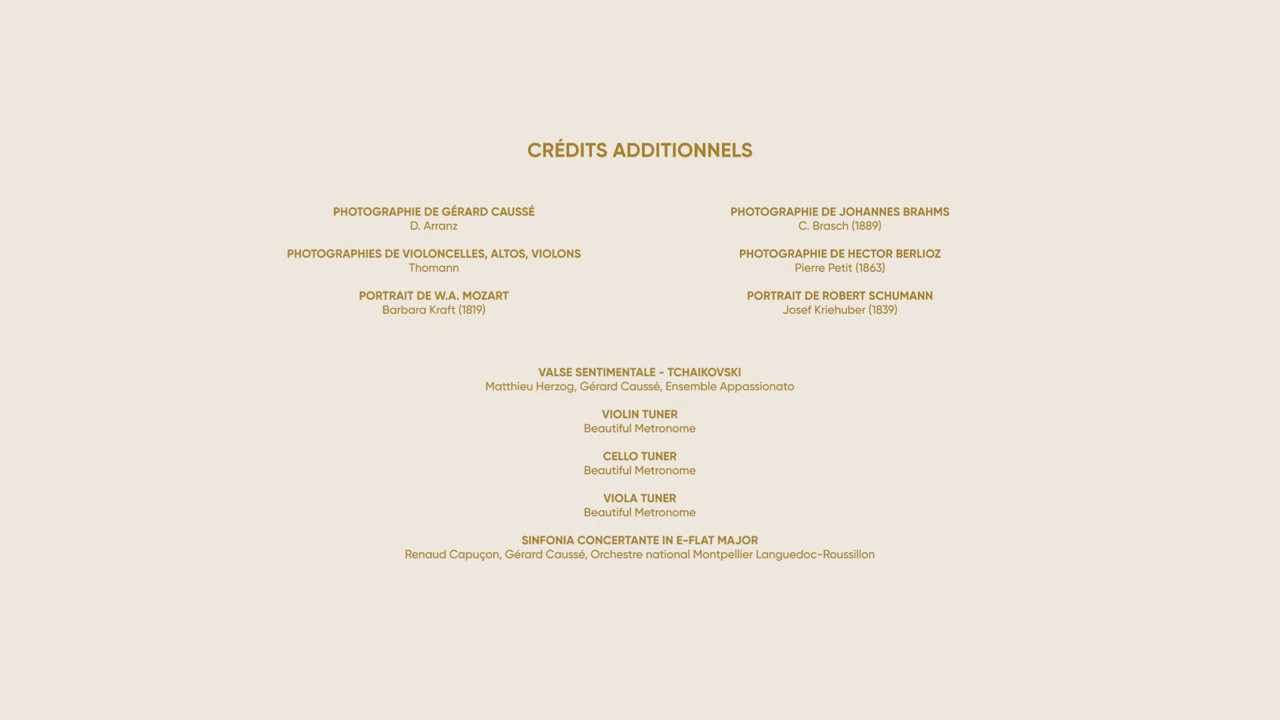 CRÉDITS ADDITIONNELS
PHOTOGRAPHIE DE GÉRARD CAUSSÉ
D. Arranz
PHOTOGRAPHIES DE VIOLONCELLES, ALTOS, VIOLONS
Thomann
PORTRAIT DE W.A. MOZART
Barbara Kraft (1819)
PHOTOGRAPHIE DE JOHANNES BRAHMS
C. Brasch (1889)
PHOTOGRAPHIE DE HECTOR BERLIOZ
Pierre Petit (1863)
PORTRAIT DE ROBERT SCHUMANN
Josef Kriehuber (1839)
VALSE SENTIMENTALE - TCHAIKOVSKI
Matthieu Herzog, Gérard Caussé, Ensemble Appassionato
VIOLIN TUNER
Beautiful Metronome
CELLO TUNER
Beautiful Metronome
VIOLA TUNER
Beautiful Metronome
SINFONIA CONCERTANTE IN E-FLAT MAJOR
Renaud Capuçon, Gérard Caussé, Orchestre national Montpellier Languedoc-Roussillon